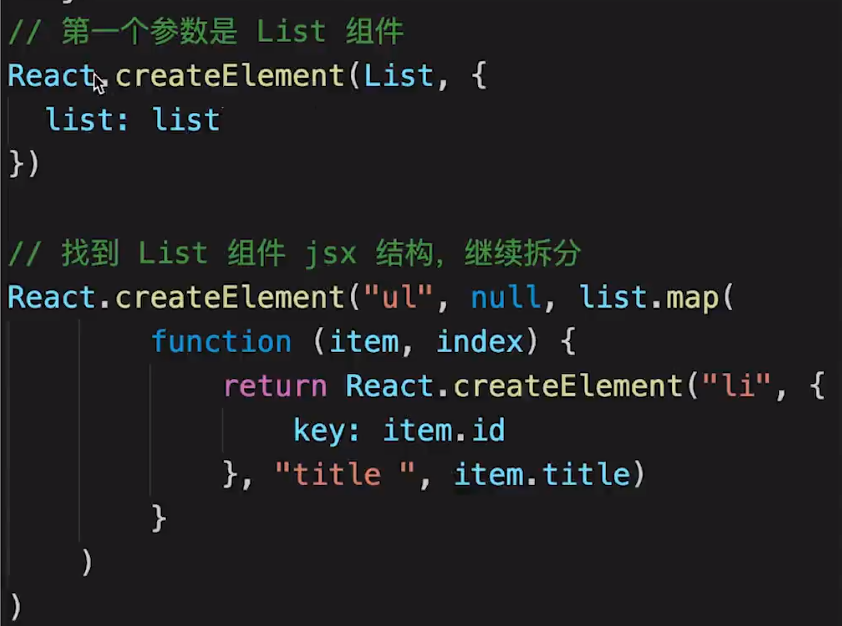 // 第一个参数是 List 组件
React.createElement(List, {
  list: list
})
// 找到 List 组件 jsx 结构，继续拆分
React.createElement("ul", null, list.map(
        function (item, index) {
            return React.createElement("li", {
                key: item.id
            }, "title ", item.title)
        }
    )
)